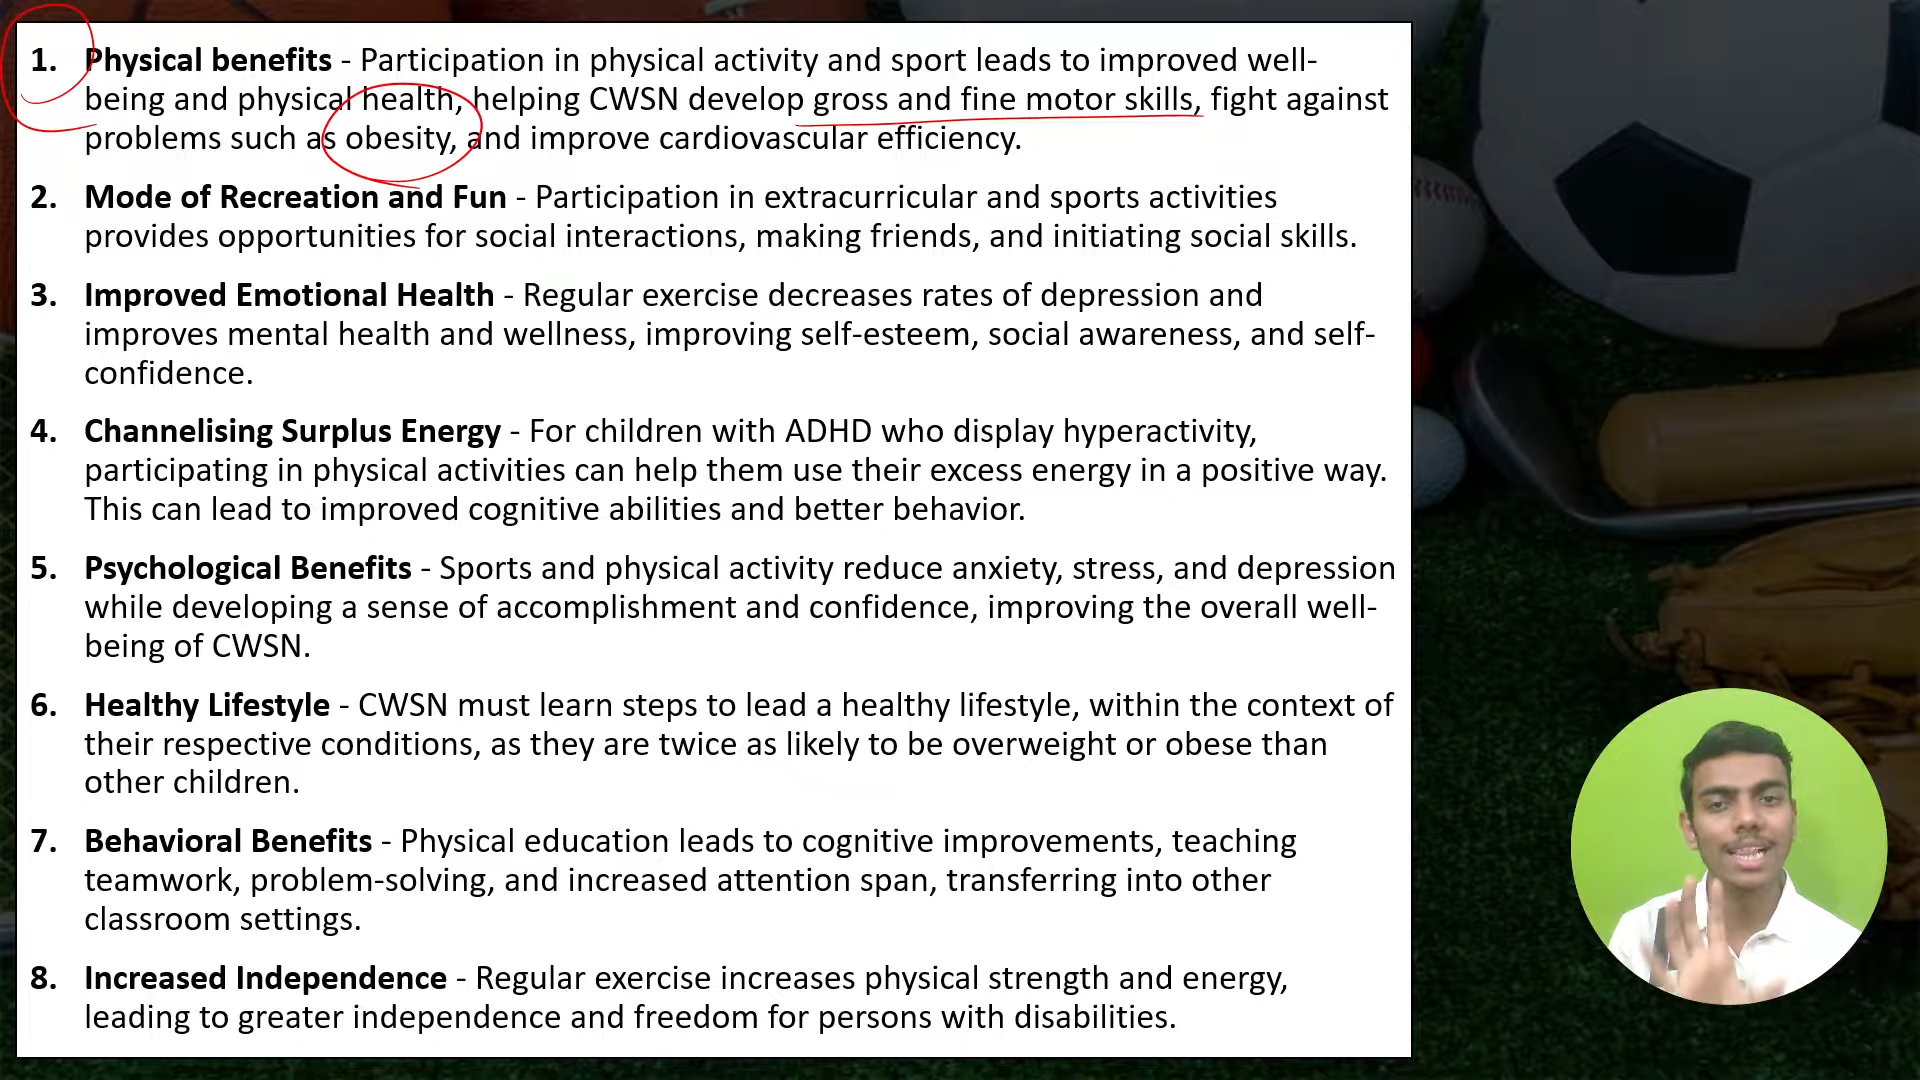 1. Physical benefits - Participation in physical activity and sport leads to improved well-
being and physical health, helping CWSN develop gross and fine motor skills, fight against
problems such as obesity, and improve cardiovascular efficiency.
2. Mode of Recreation and Fun - Participation in extracurricular and sports activities
provides opportunities for social interactions, making friends, and initiating social skills.
3. Improved Emotional Health - Regular exercise decreases rates of depression and
improves mental health and wellness, improving self-esteem, social awareness, and self-
confidence.
4. Channelising Surplus Energy - For children with ADHD who display hyperactivity,
participating in physical activities can help them use their excess energy in a positive way.
This can lead to improved cognitive abilities and better behavior.
5. Psychological Benefits - Sports and physical activity reduce anxiety, stress, and depression
while developing a sense of accomplishment and confidence, improving the overall well-
being of CWSN.
6. Healthy Lifestyle - CWSN must learn steps to lead a healthy lifestyle, within the context of
their respective conditions, as they are twice as likely to be overweight or obese than
other children.
7. Behavioral Benefits - Physical education leads to cognitive improvements, teaching
teamwork, problem-solving, and increased attention span, transferring into other
classroom settings.
8. Increased Independence - Regular exercise increases physical strength and energy,
leading to greater independence and freedom for persons with disabilities.